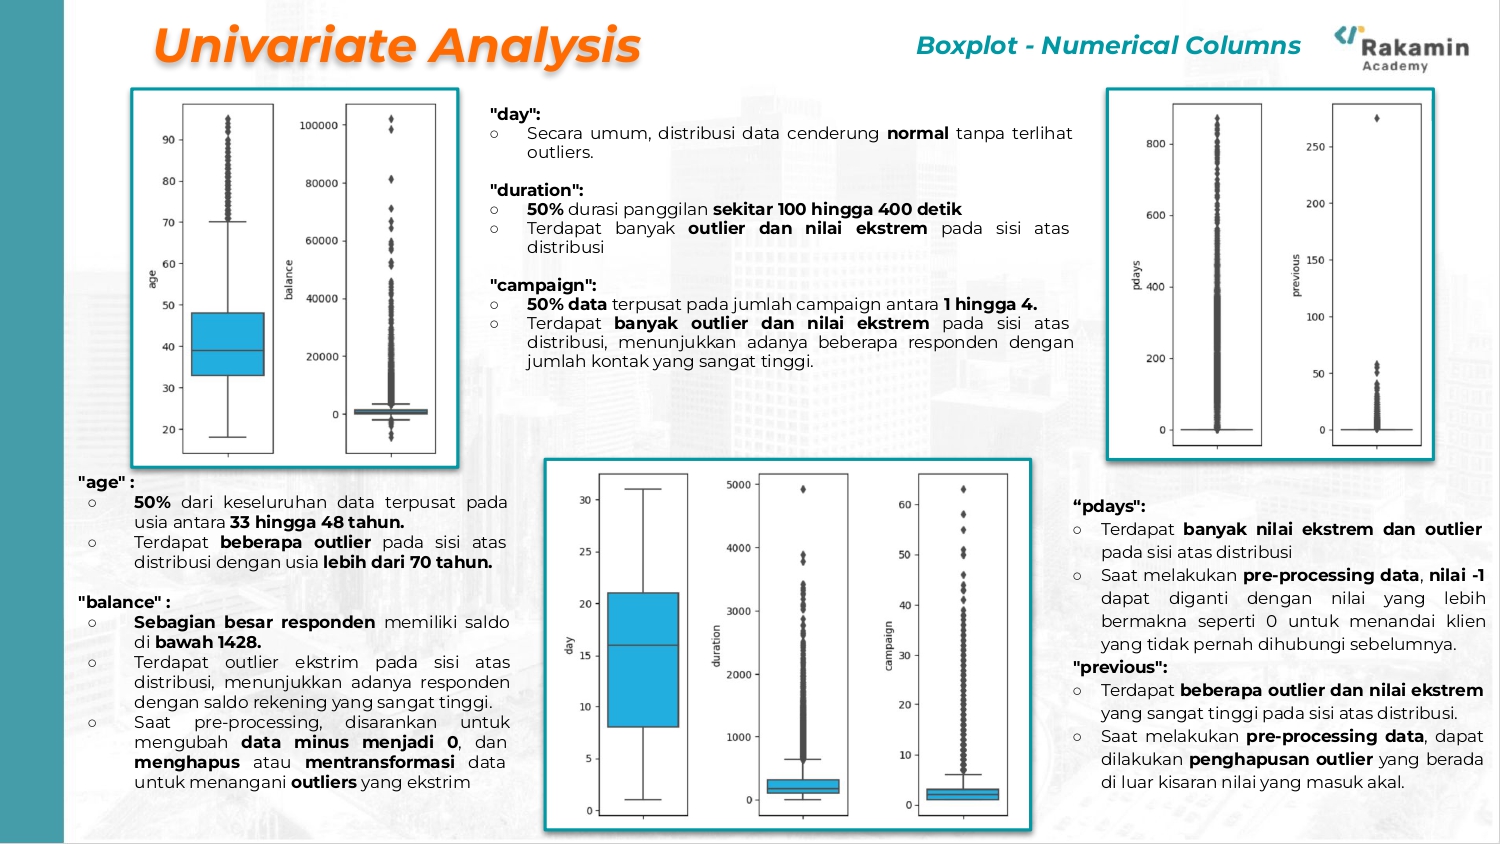 Univariate Analysis
Boxplot - Numerical Columns
Rakamin
Academy
90
80
70
60
50
40
30
20
age
100000
80000
60000
40000
20000
0
balance
"day":
○ Secara umum, distribusi data cenderung normal tanpa terlihat
outliers.
"duration":
○ 50% durasi panggilan sekitar 100 hingga 400 detik
○ Terdapat banyak outlier dan nilai ekstrem pada sisi atas
distribusi
"campaign":
○ 50% data terpusat pada jumlah campaign antara 1 hingga 4.
○ Terdapat banyak outlier dan nilai ekstrem pada sisi atas
distribusi, menunjukkan adanya beberapa responden dengan
jumlah kontak yang sangat tinggi.
800
600
400
200
0
pdays
250
200
150
100
50
0
previous
"age" :
○ 50% dari keseluruhan data terpusat pada
usia antara 33 hingga 48 tahun.
○ Terdapat beberapa outlier pada sisi atas
distribusi dengan usia lebih dari 70 tahun.
"balance" :
○ Sebagian besar responden memiliki saldo
di bawah 1428.
○ Terdapat outlier ekstrim pada sisi atas
distribusi, menunjukkan adanya responden
dengan saldo rekening yang sangat tinggi.
○ Saat pre-processing, disarankan untuk
mengubah data minus menjadi 0, dan
menghapus atau mentransformasi data
untuk menangani outliers yang ekstrim
30
25
20
15
10
5
0
day
5000
4000
3000
2000
1000
0
duration
60
50
40
30
20
10
0
campaign
“pdays":
○ Terdapat banyak nilai ekstrem dan outlier
pada sisi atas distribusi
○ Saat melakukan pre-processing data, nilai -1
dapat diganti dengan nilai yang lebih
bermakna seperti 0 untuk menandai klien
yang tidak pernah dihubungi sebelumnya.
"previous":
○ Terdapat beberapa outlier dan nilai ekstrem
yang sangat tinggi pada sisi atas distribusi.
○ Saat melakukan pre-processing data, dapat
dilakukan penghapusan outlier yang berada
di luar kisaran nilai yang masuk akal.